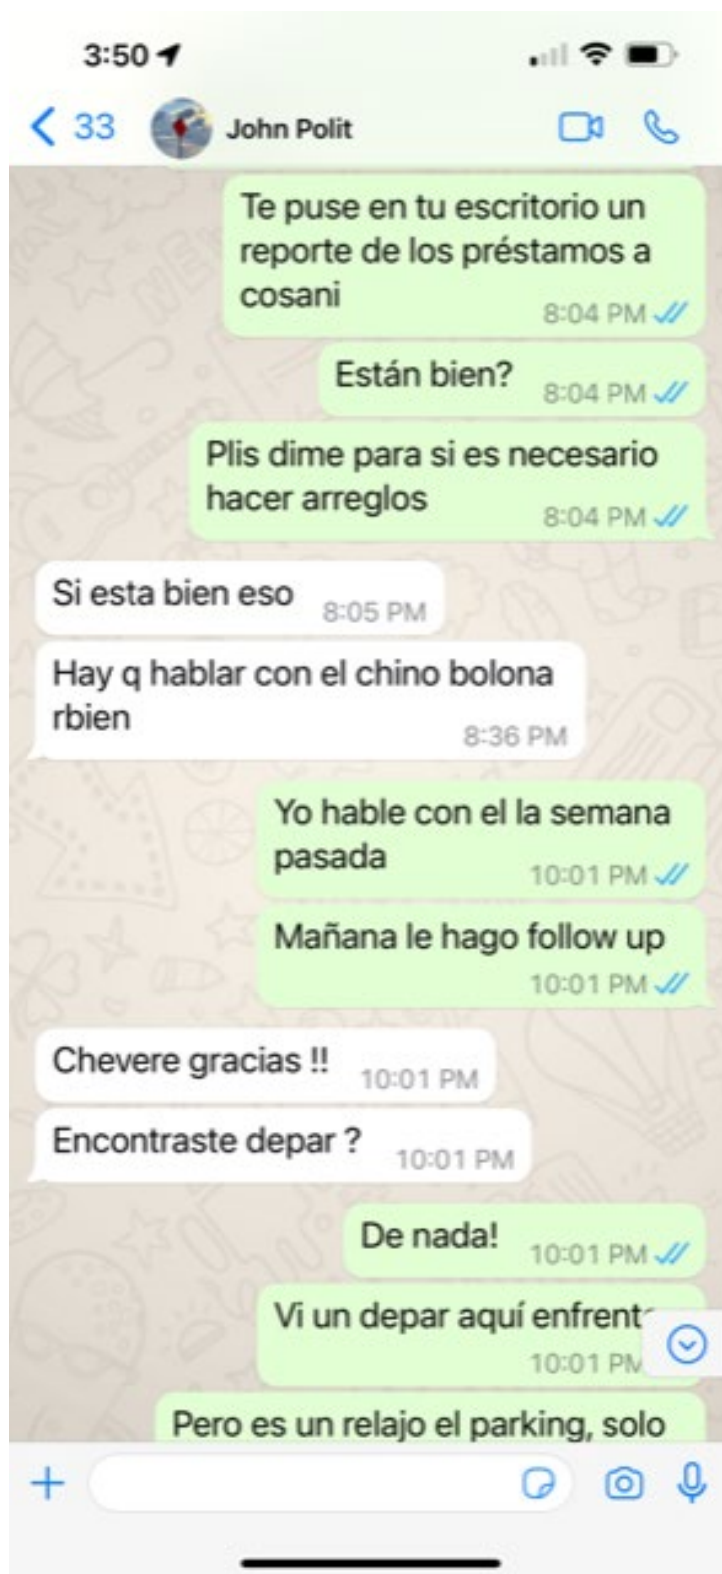 3:50
33 John Polit
Te puse en tu escritorio un
reporte de los préstamos a
cosani
8:04 PM
Están bien? 8:04 PM
Plis dime para si es necesario
hacer arreglos
8:04 PM
Si esta bien eso 8:05 PM
Hay q hablar con el chino bolona
rbien
8:36 PM
Yo hable con el la semana
pasada
10:01 PM
Mañana le hago follow up
10:01 PM
Chevere gracias !! 10:01 PM
Encontraste depar ? 10:01 PM
De nada! 10:01 PM
Vi un depar aquí
10:01 PM
Pero es un relajo el parking, solo